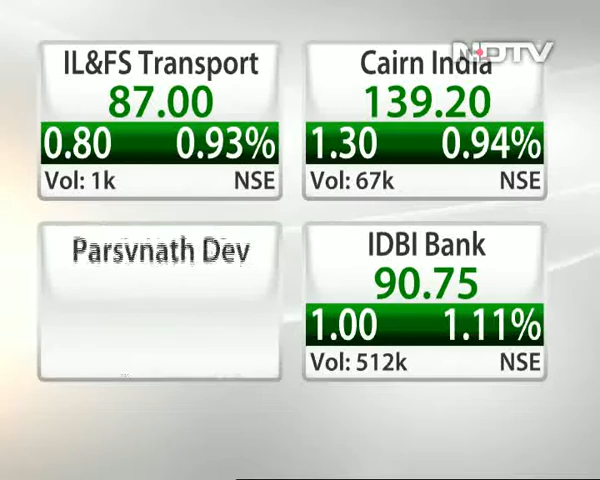 NDTV
IL&FS Transport
87.00
0.80 0.93%
Vol: 1k NSE
Cairn India
139.20
1.30 0.94%
Vol: 67k NSE
Parsvnath Dev
IDBI Bank
90.75
1.00 1.11%
Vol: 512k NSE